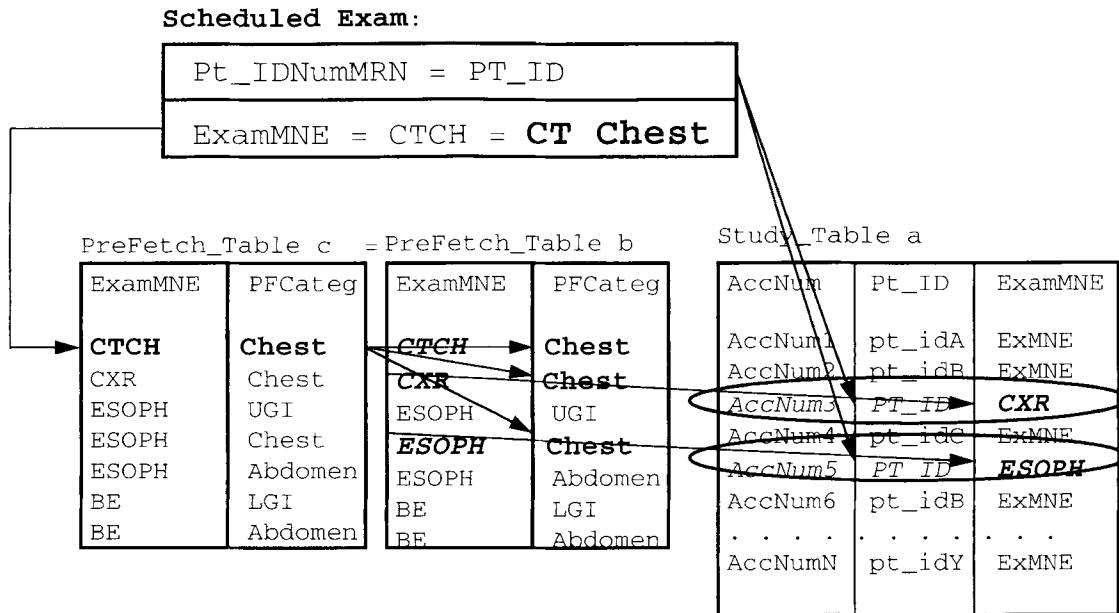 Scheduled Exam:
Pt_IDNumMRN = PT_ID
ExamMNE = CTCH = CT Chest
PreFetch_Table c = PreFetch_Table b
Study_Table a
ExamMNE PFCateg ExamMNE PFCateg AccNum Pt_ID ExamMNE
CTCH Chest CTCH Chest AccNum1 pt_idA ExMNE
CXR Chest CXR Chest AccNum2 pt_idB ExMNE
ESOPH UGI ESOPH UGI AccNum3 PT_ID CXR
ESOPH Chest ESOPH Chest AccNum4 pt_idC ExMNE
ESOPH Abdomen ESOPH Abdomen AccNum5 PT_ID ESOPH
BE LGI BE LGI AccNum6 pt_idB ExMNE
BE Abdomen BE Abdomen . . . . . . . . . . .
AccNumN pt_idY ExMNE